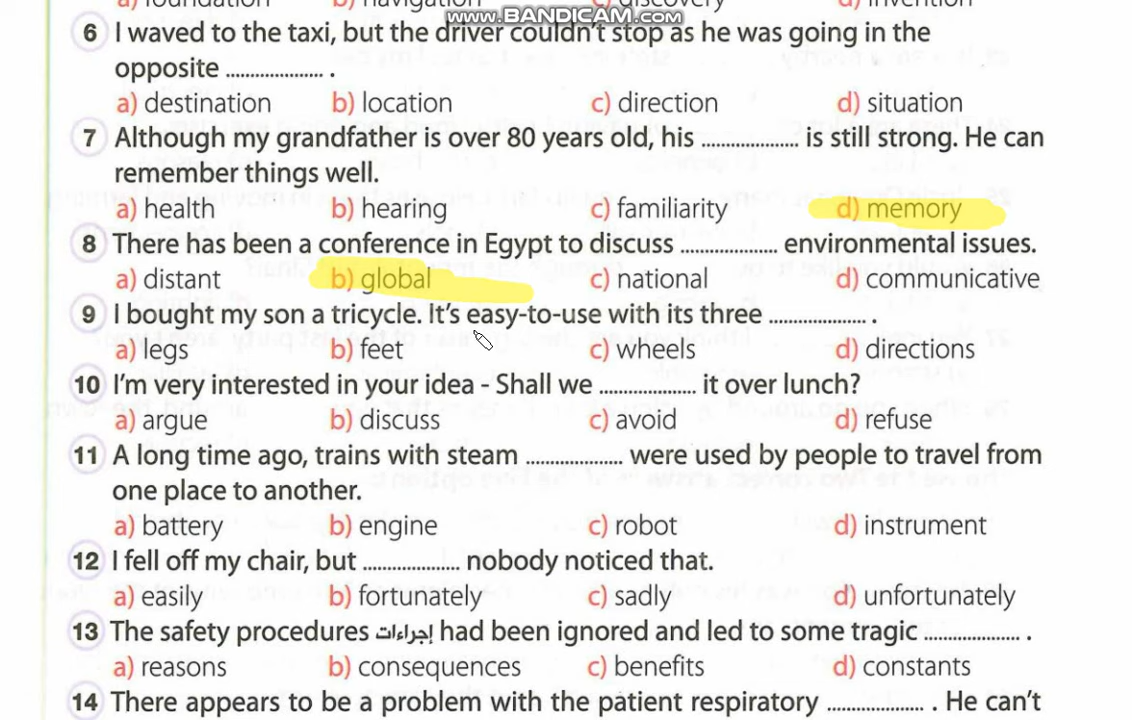 a) foundation b) navigation c) discovery d) invention
www.BANDICAM.com
6 I waved to the taxi, but the driver couldn't stop as he was going in the
opposite .................... .
a) destination b) location c) direction d) situation
7 Although my grandfather is over 80 years old, his .................... is still strong. He can
remember things well.
a) health b) hearing c) familiarity d) memory
8 There has been a conference in Egypt to discuss .................... environmental issues.
a) distant b) global c) national d) communicative
9 I bought my son a tricycle. It's easy-to-use with its three .................... .
a) legs b) feet c) wheels d) directions
10 I'm very interested in your idea - Shall we .................... it over lunch?
a) argue b) discuss c) avoid d) refuse
11 A long time ago, trains with steam .................... were used by people to travel from
one place to another.
a) battery b) engine c) robot d) instrument
12 I fell off my chair, but .................... nobody noticed that.
a) easily b) fortunately c) sadly d) unfortunately
13 The safety procedures إجراءات had been ignored and led to some tragic .................... .
a) reasons b) consequences c) benefits d) constants
14 There appears to be a problem with the patient respiratory .................... . He can't